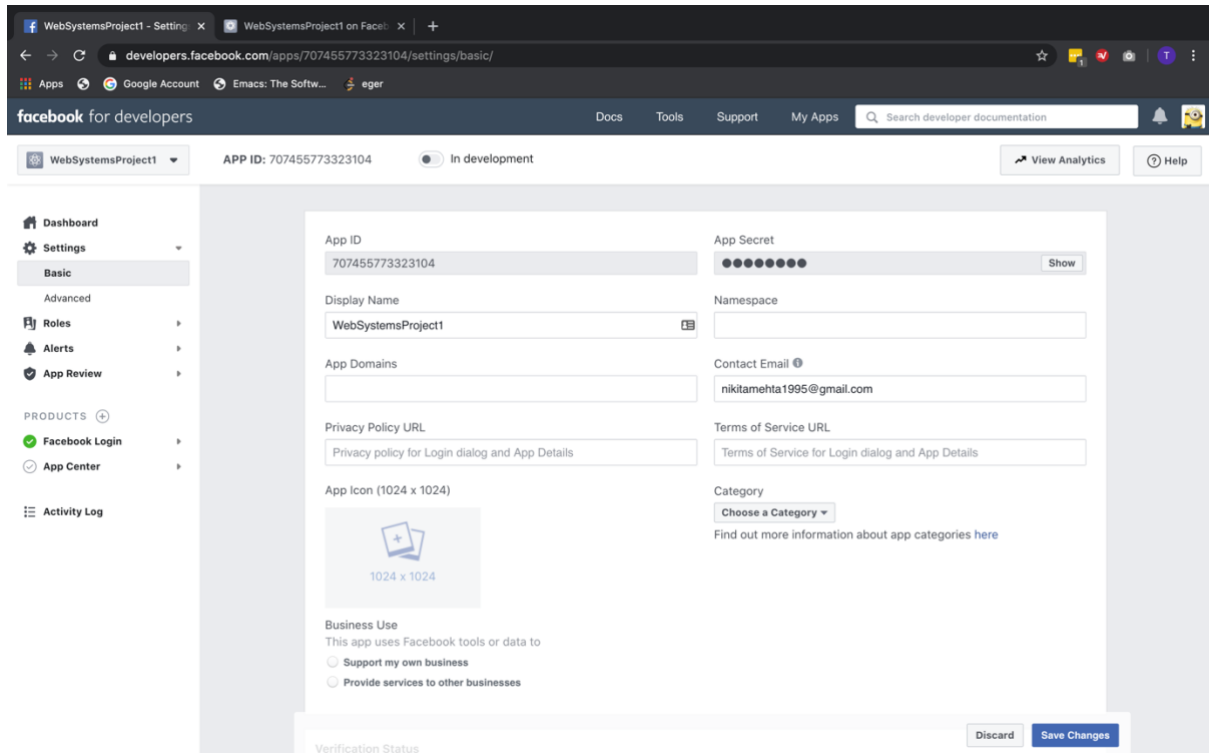 WebSystemsProject1 - Setting
WebSystemsProject1 on Faceb
developers.facebook.com/apps/707455773323104/settings/basic/
1
T
Apps Google Account Emacs: The Softw... eger
facebook for developers Docs Tools Support My Apps Search developer documentation
WebSystemsProject1 APP ID: 707455773323104 In development View Analytics Help
Dashboard
Settings
Basic
Advanced
Roles
Alerts
App Review
PRODUCTS
Facebook Login
App Center
Activity Log
App ID
707455773323104
App Secret
●●●●●●●●
Show
Display Name
WebSystemsProject1
Namespace
App Domains
Contact Email
nikitamehta1995@gmail.com
Privacy Policy URL
Privacy policy for Login dialog and App Details
Terms of Service URL
Terms of Service for Login dialog and App Details
App Icon (1024 x 1024)
1024 x 1024
Category
Choose a Category
Find out more information about app categories here
Business Use
This app uses Facebook tools or data to
Support my own business
Provide services to other businesses
Discard Save Changes
Verification Status